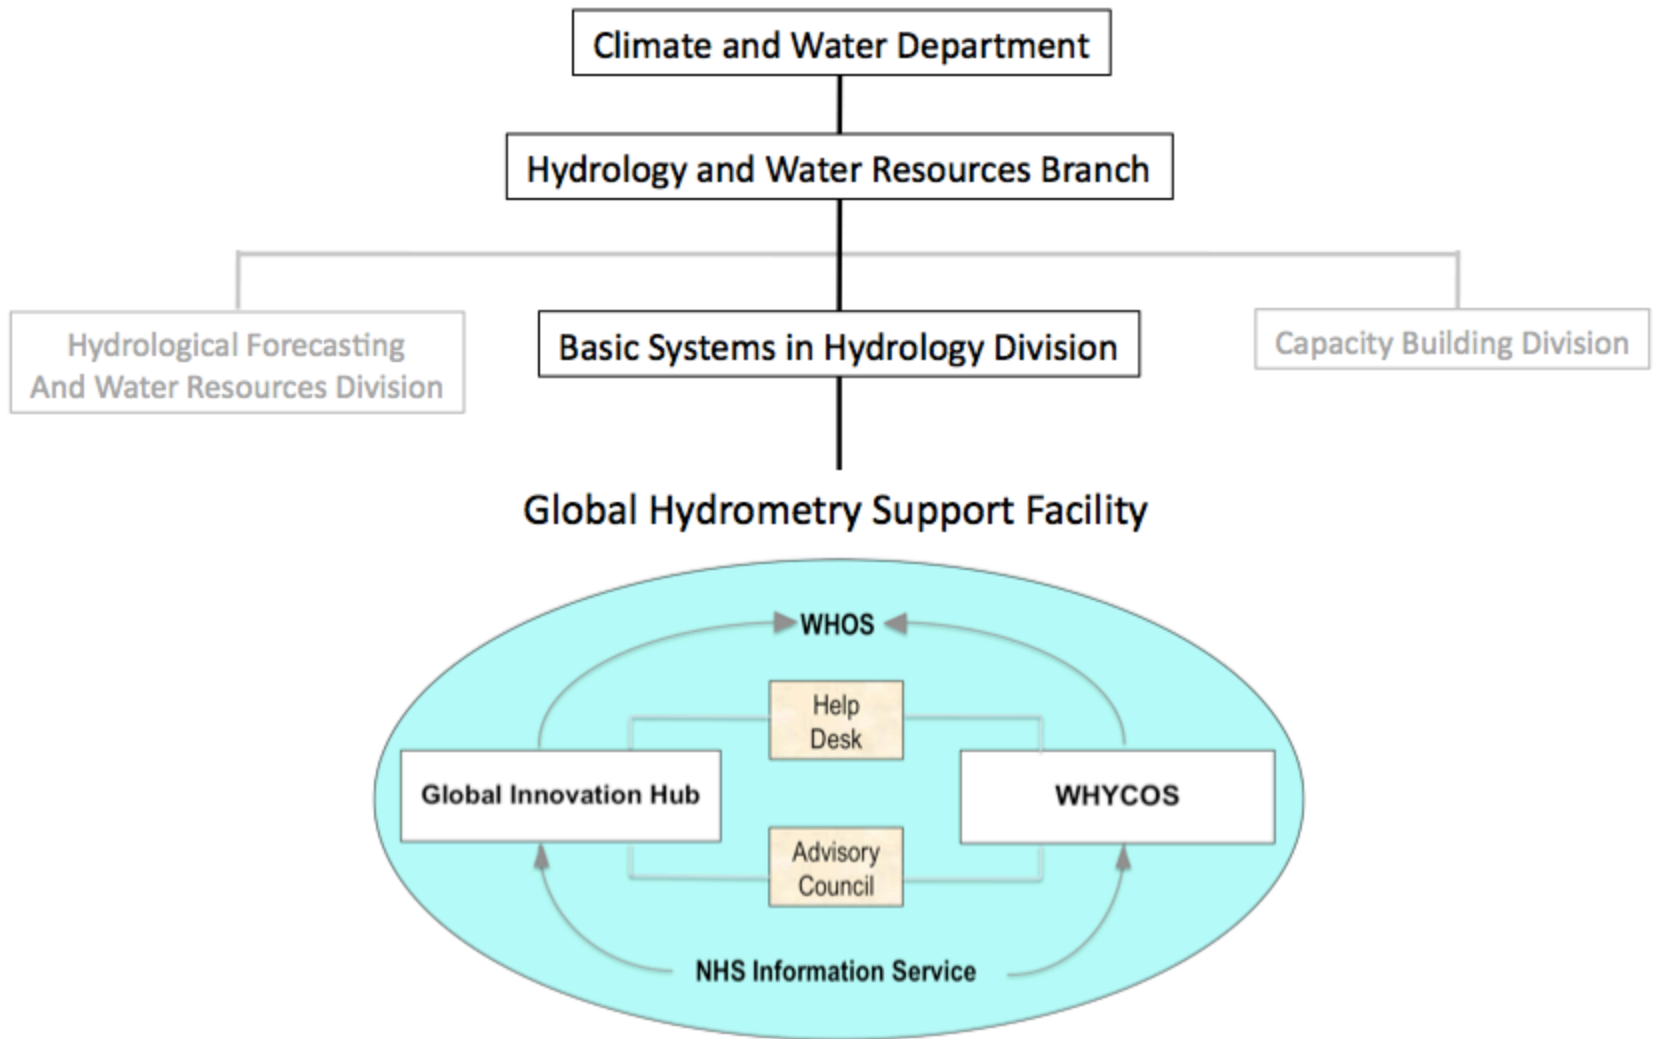 Climate and Water Department
Hydrology and Water Resources Branch
Hydrological Forecasting
And Water Resources Division
Basic Systems in Hydrology Division
Capacity Building Division
Global Hydrometry Support Facility
WHOS
Help
Desk
Global Innovation Hub
WHYCOS
Advisory
Council
NHS Information Service